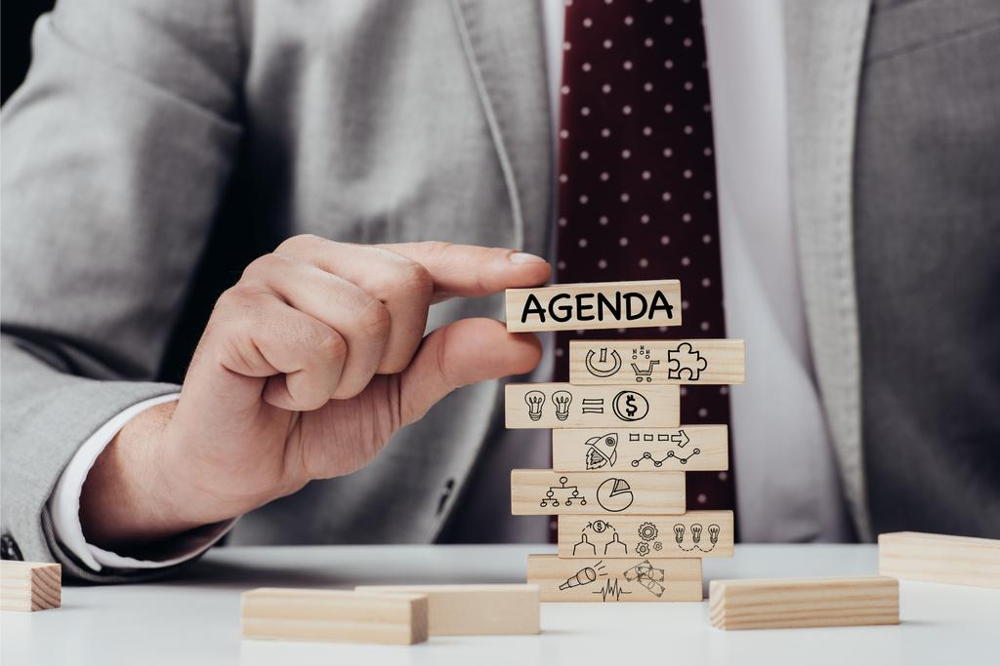 AGENDA
= $
$